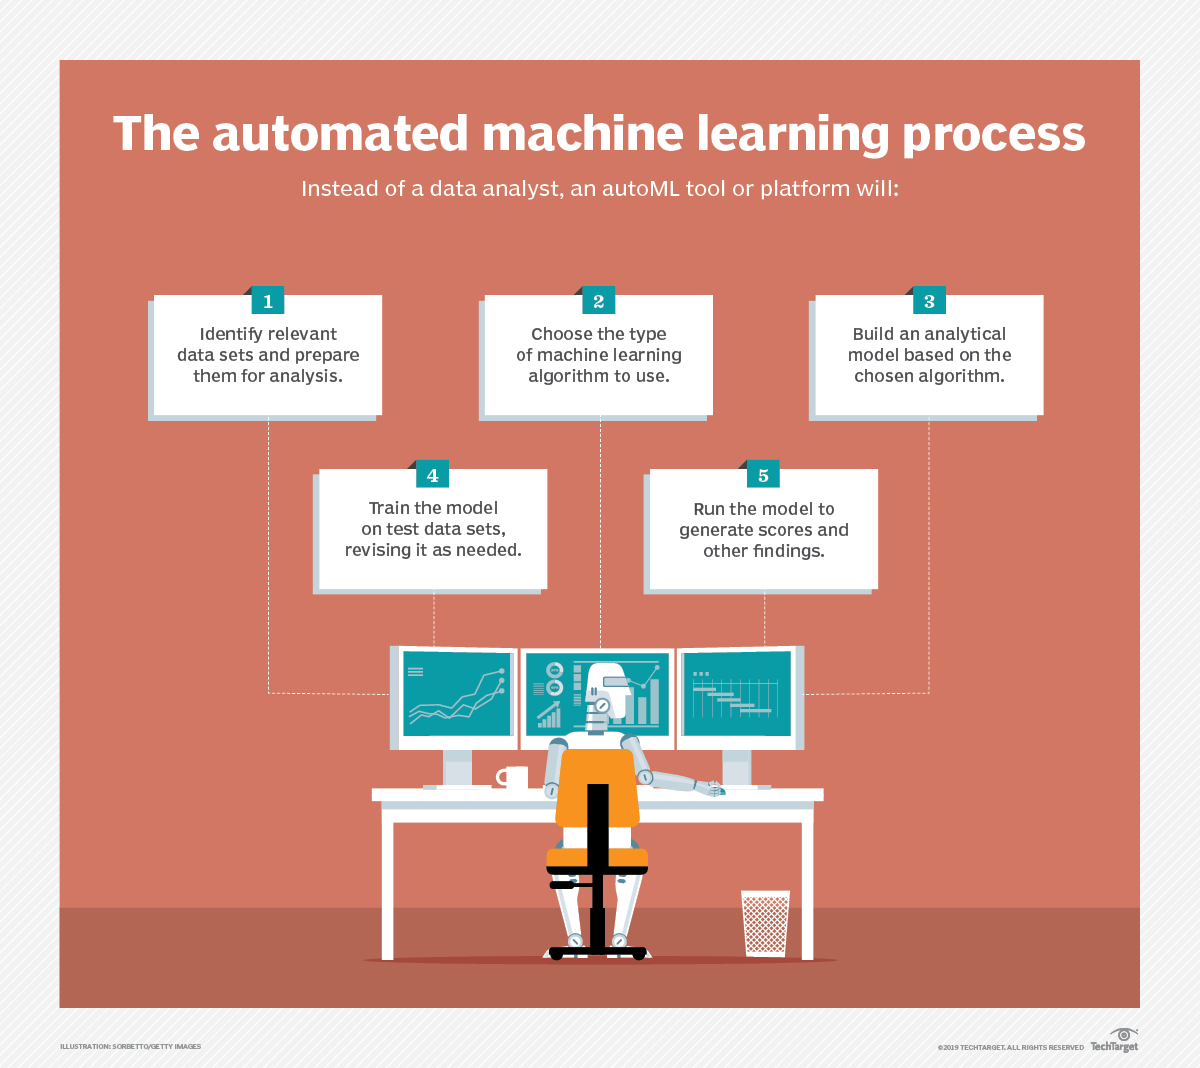 The automated machine learning process
Instead of a data analyst, an autoML tool or platform will:
1
Identify relevant
data sets and prepare
them for analysis.
2
Choose the type
of machine learning
algorithm to use.
3
Build an analytical
model based on the
chosen algorithm.
4
Train the model
on test data sets,
revising it as needed.
5
Run the model to
generate scores and
other findings.
ILLUSTRATION: SORBETTO/GETTY IMAGES
©2019 TECHTARGET. ALL RIGHTS RESERVED
TechTarget